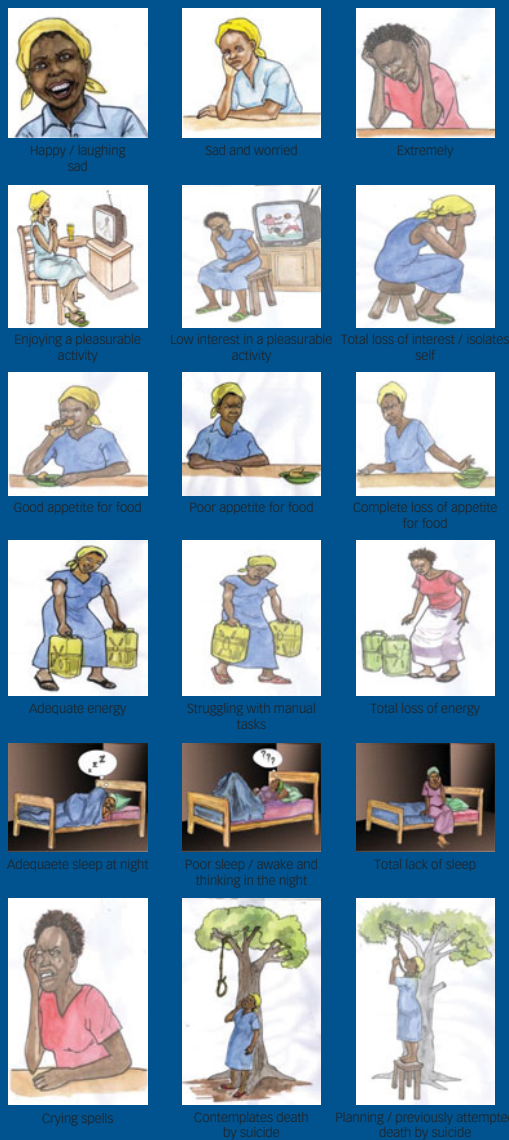 Happy / laughing
sad
Sad and worried
Extremely
Enjoying a pleasurable
activity
Low interest in a pleasurable
activity
Total loss of interest / isolates
self
Good appetite for food
Poor appetite for food
Complete loss of appetite
for food
Adequate energy
Struggling with manual
tasks
Total loss of energy
zzZ
Adequaete sleep at night
???
Poor sleep / awake and
thinking in the night
Total lack of sleep
Crying spells
Contemplates death
by suicide
Planning / previously attempte
death by suicide